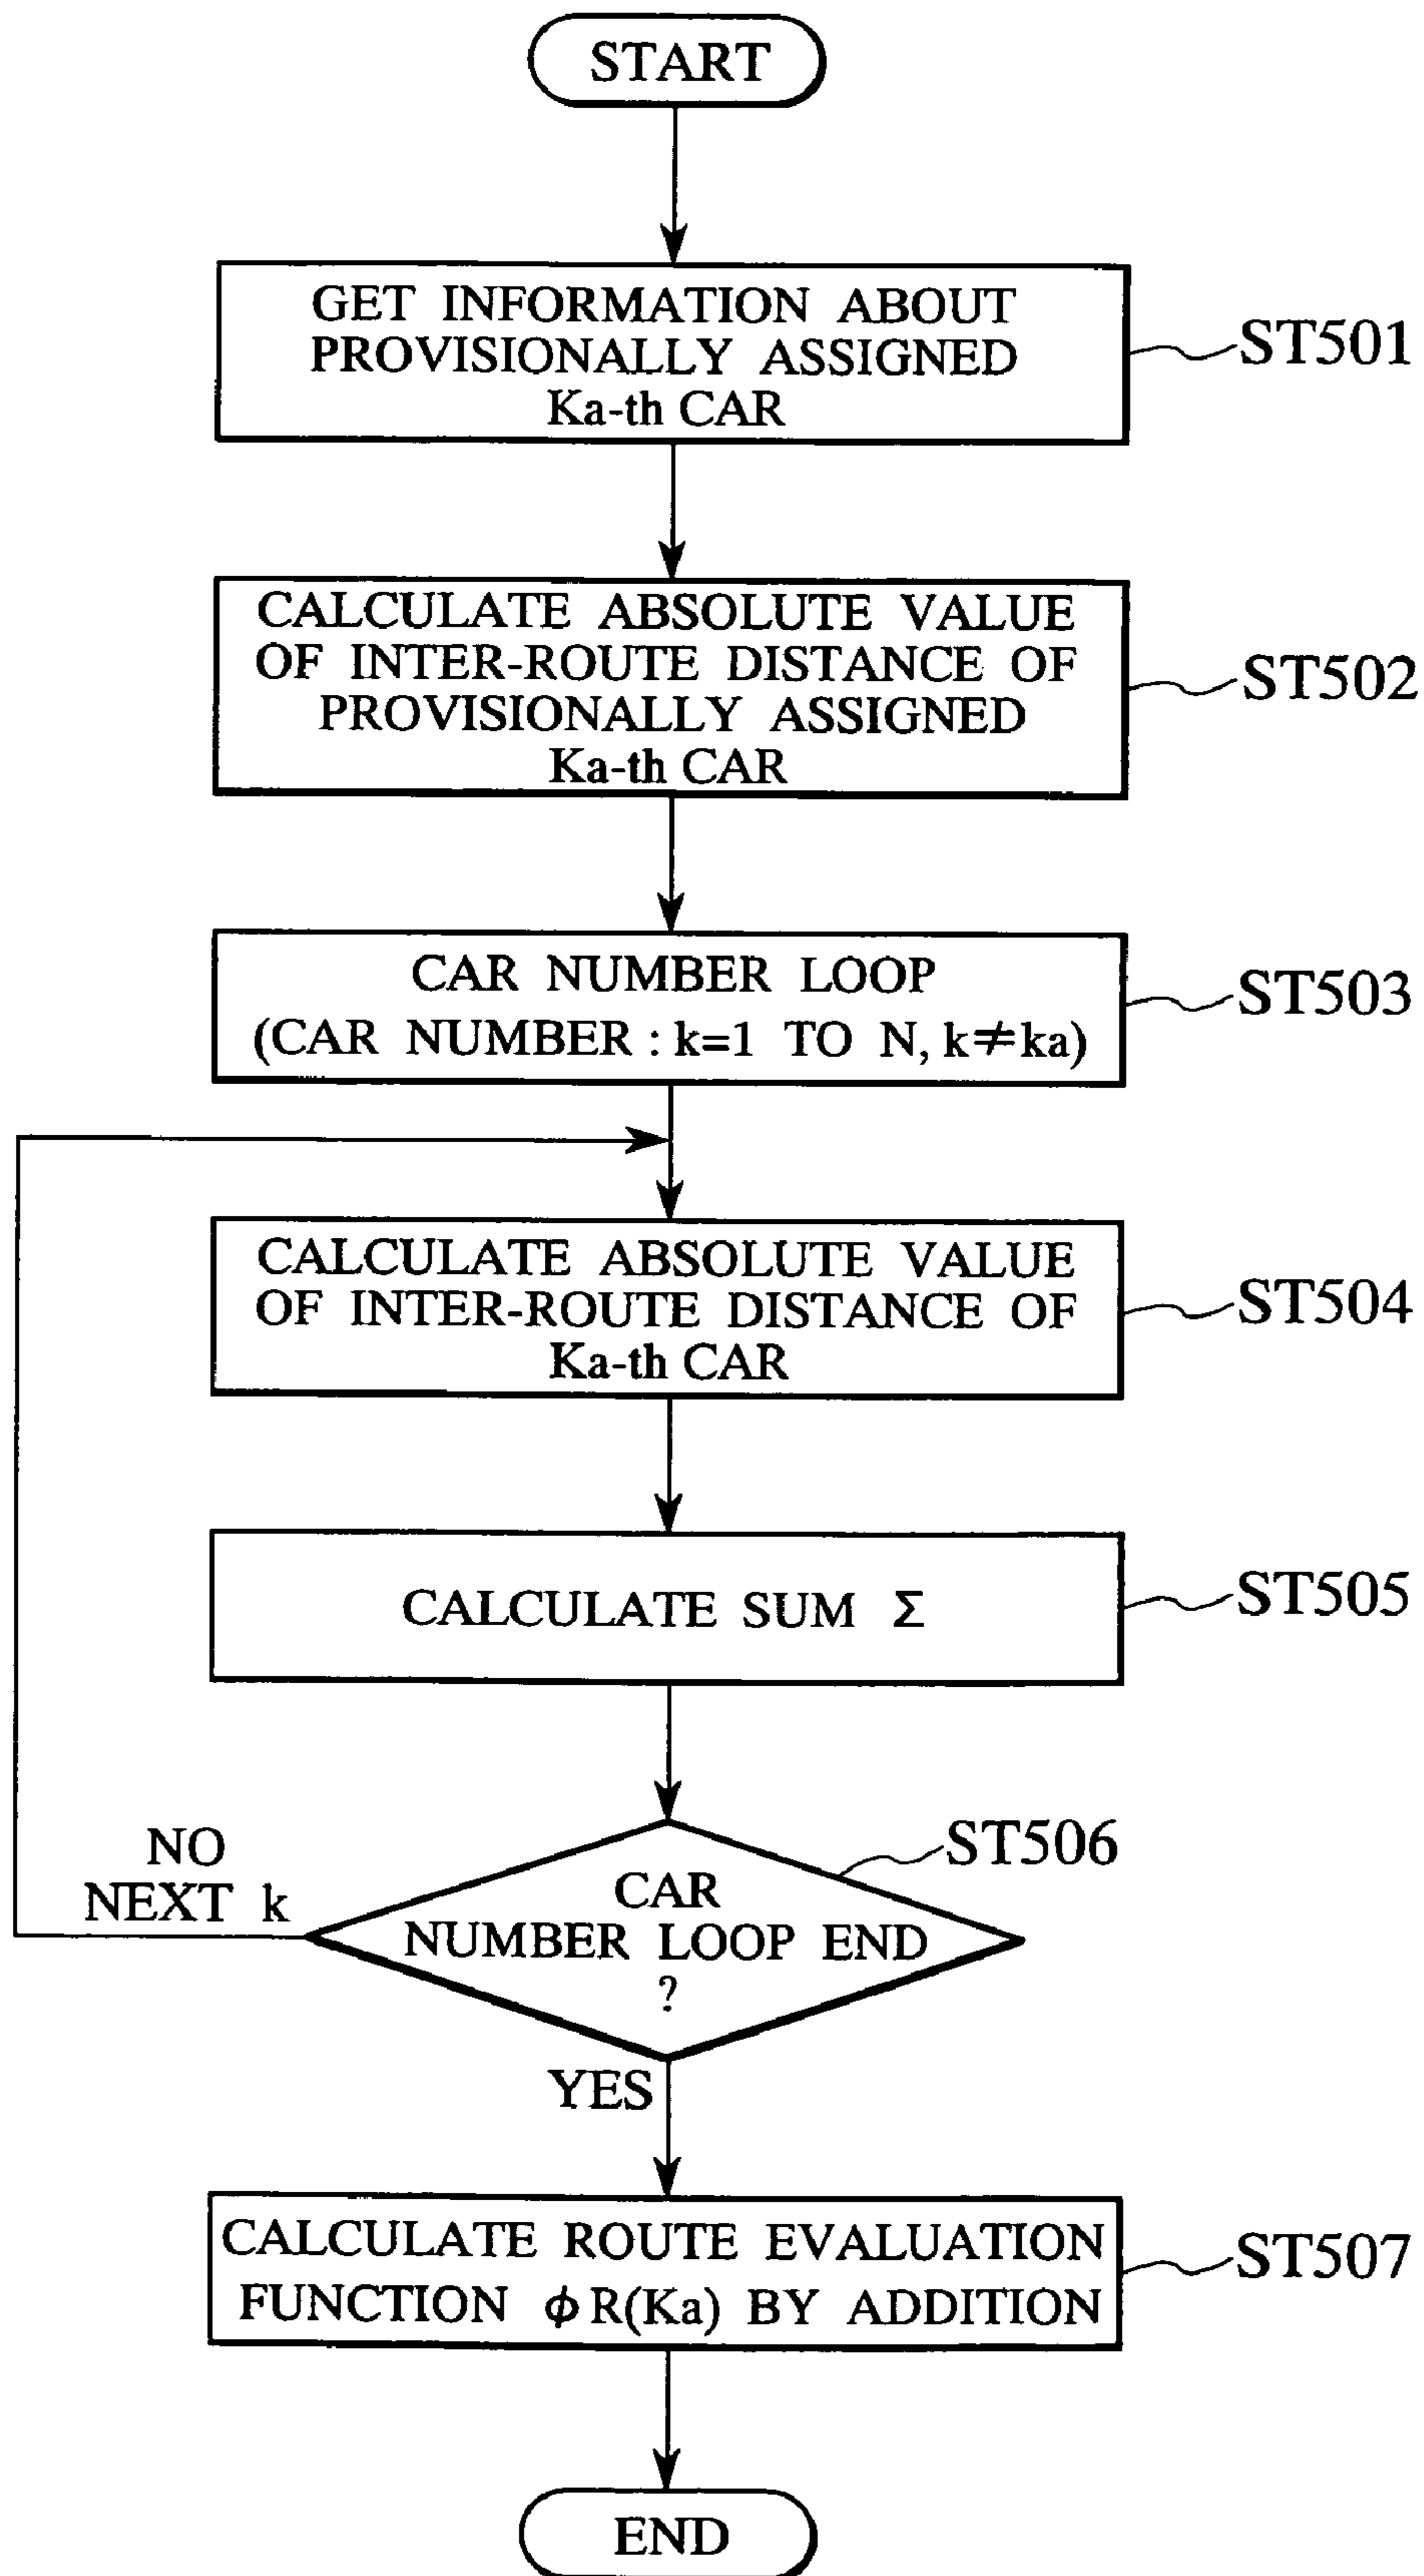 START
GET INFORMATION ABOUT
PROVISIONALLY ASSIGNED
Ka-th CAR
ST501
CALCULATE ABSOLUTE VALUE
OF INTER-ROUTE DISTANCE OF
PROVISIONALLY ASSIGNED
Ka-th CAR
ST502
CAR NUMBER LOOP
(CAR NUMBER : k=1 TO N, k≠ka)
ST503
CALCULATE ABSOLUTE VALUE
OF INTER-ROUTE DISTANCE OF
Ka-th CAR
ST504
CALCULATE SUM Σ
ST505
ST506
CAR
NUMBER LOOP END
?
NO
NEXT k
YES
CALCULATE ROUTE EVALUATION
FUNCTION ϕR(Ka) BY ADDITION
ST507
END